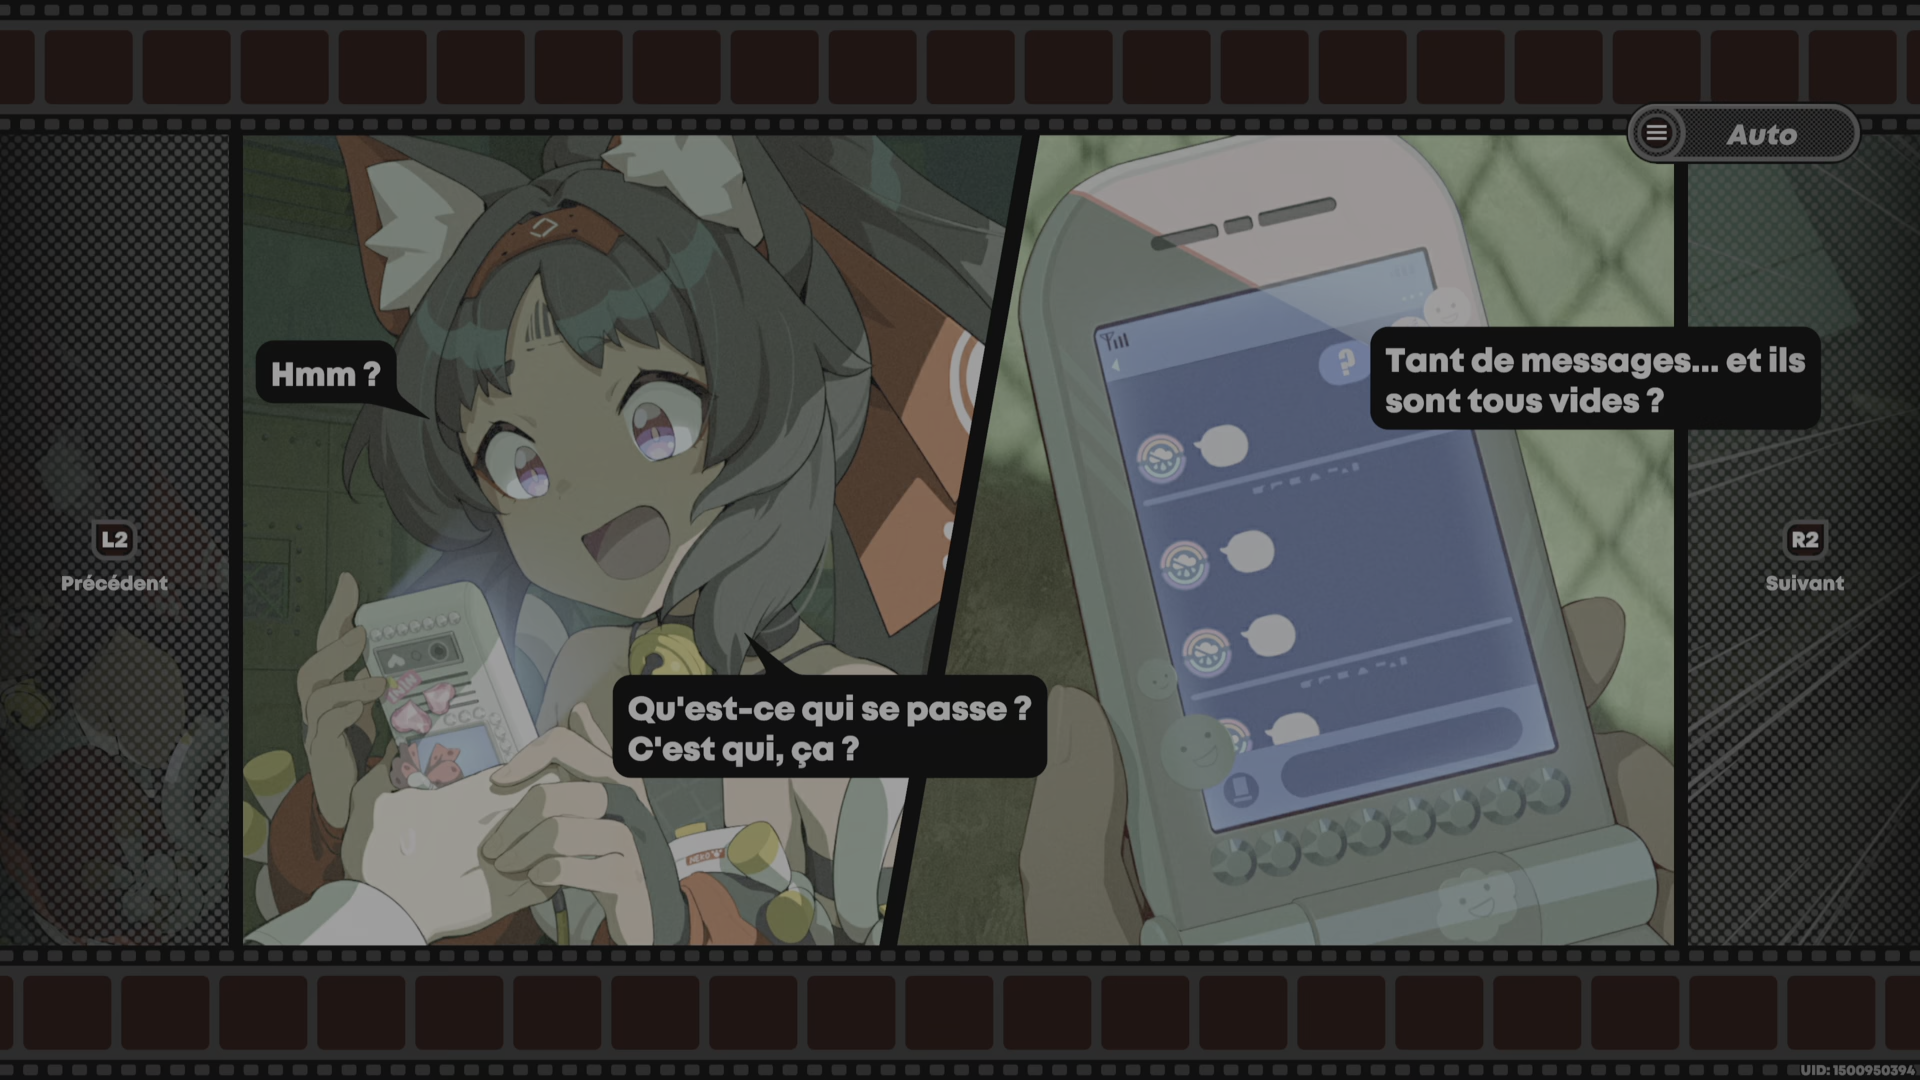 Auto
Hmm ?
Tant de messages... et ils
sont tous vides ?
?
L2
Précédent
R2
Suivant
Qu'est-ce qui se passe ?
C'est qui, ça ?
UID: 1500950394